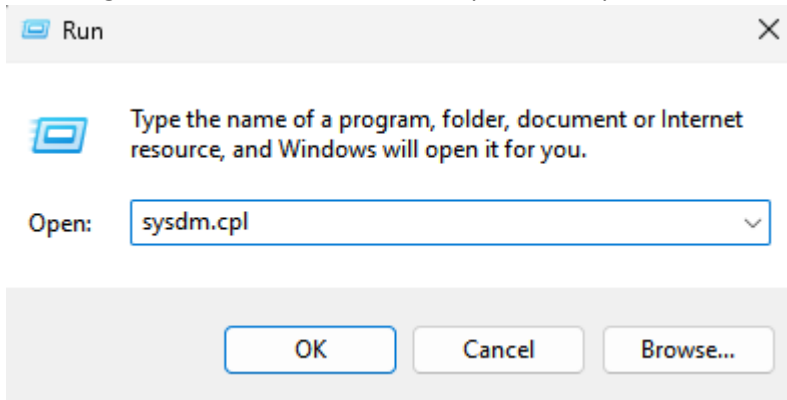 Run
Type the name of a program, folder, document or Internet
resource, and Windows will open it for you.
Open: sysdm.cpl
OK Cancel Browse...